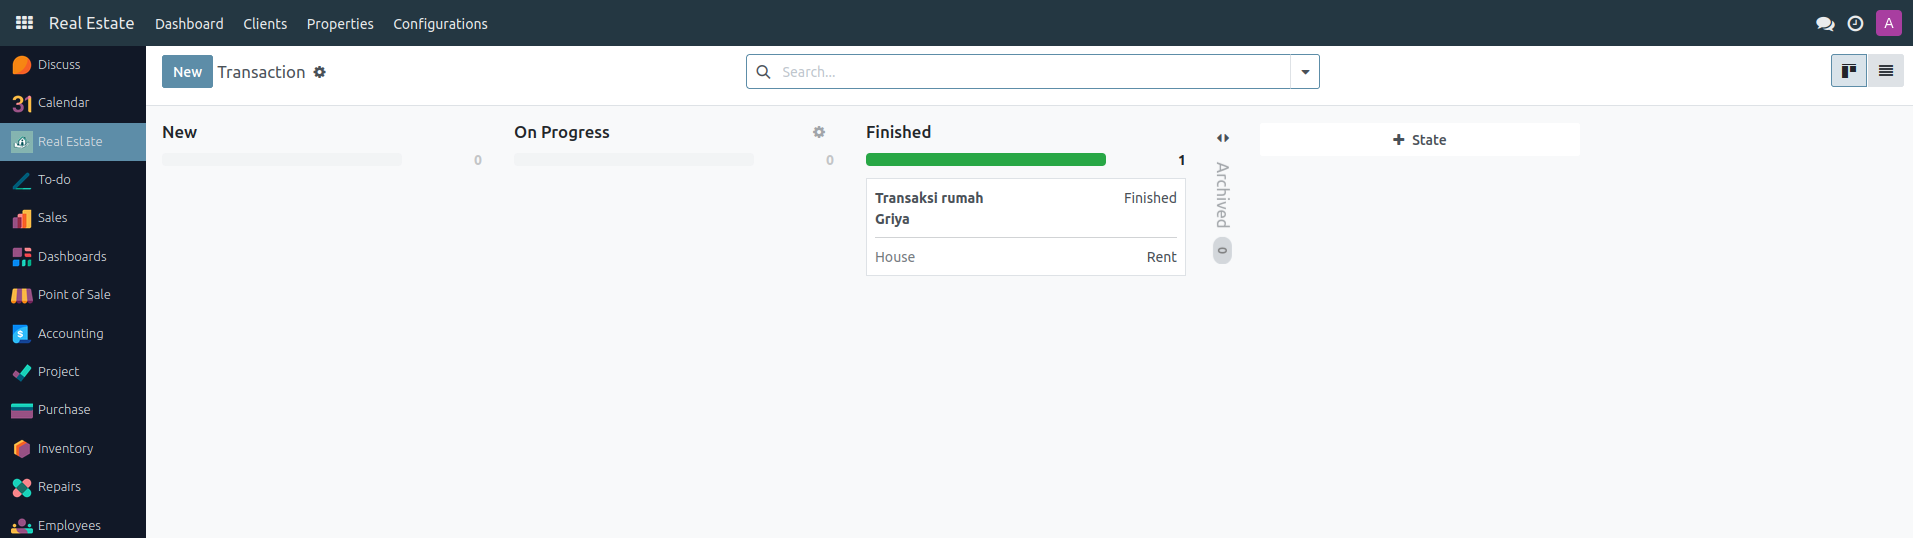 Real Estate Dashboard Clients Properties Configurations A
Discuss
Calendar
Real Estate
To-do
Sales
Dashboards
Point of Sale
Accounting
Project
Purchase
Inventory
Repairs
Employees
New Transaction Search...
New
0
On Progress
0
Finished
1
Transaksi rumah Finished
Griya
House Rent
Archived
0
+ State